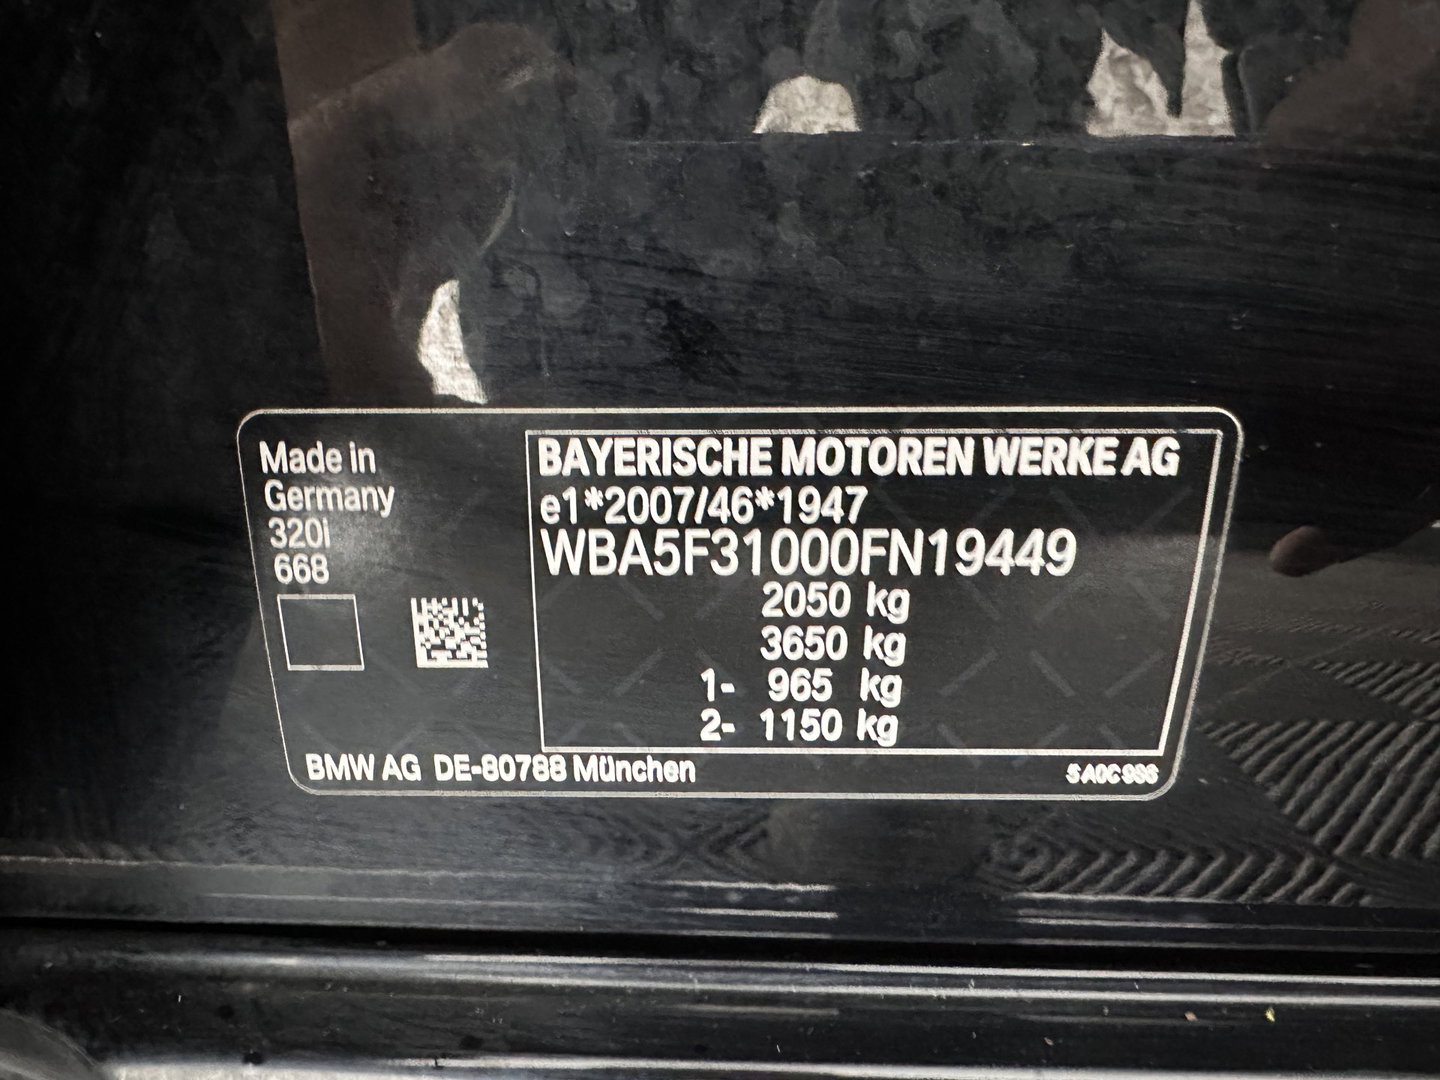 Made in
Germany
320i
668
BAYERISCHE MOTOREN WERKE AG
e1*2007/46*1947
WBA5F31000FN19449
2050 kg
3650 kg
1- 965 kg
2- 1150 kg
BMW AG DE-80788 München